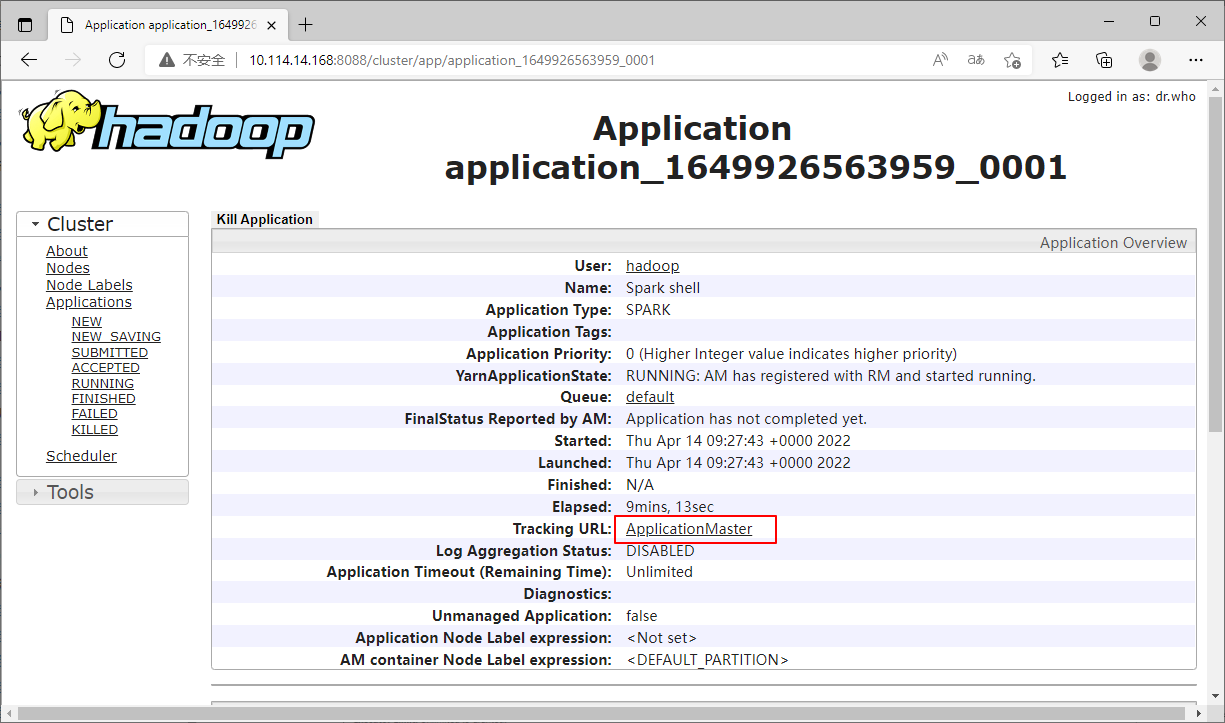 Application application_164992
不安全
10.114.14.168:8088/cluster/app/application_1649926563959_0001
Logged in as: dr.who
hadoop
Application
application_1649926563959_0001
Cluster
About
Nodes
Node Labels
Applications
NEW
NEW_SAVING
SUBMITTED
ACCEPTED
RUNNING
FINISHED
FAILED
KILLED
Scheduler
Tools
Kill Application
Application Overview
User: hadoop
Name: Spark shell
Application Type: SPARK
Application Tags:
Application Priority: 0 (Higher Integer value indicates higher priority)
YarnApplicationState: RUNNING: AM has registered with RM and started running.
Queue: default
FinalStatus Reported by AM: Application has not completed yet.
Started: Thu Apr 14 09:27:43 +0000 2022
Launched: Thu Apr 14 09:27:43 +0000 2022
Finished: N/A
Elapsed: 9mins, 13sec
Tracking URL: ApplicationMaster
Log Aggregation Status: DISABLED
Application Timeout (Remaining Time): Unlimited
Diagnostics:
Unmanaged Application: false
Application Node Label expression: <Not set>
AM container Node Label expression: <DEFAULT_PARTITION>